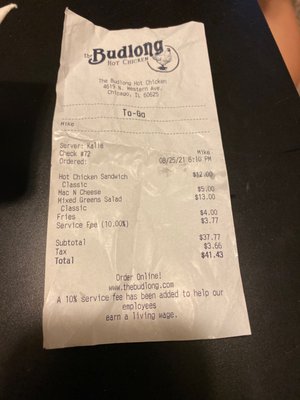 The Budlong
HOT CHICKEN
The Budlong Hot Chicken
4619 N. Western Ave.
Chicago, IL 60625
To-Go
Mike
Server: Kalie Mike
Check #72
Ordered: 08/25/21 6:10 PM
Hot Chicken Sandwich $12.00
Classic
Mac N Cheese $5.00
Mixed Greens Salad $13.00
Classic
Fries $4.00
Service Fee (10.00%) $3.77
Subtotal $37.77
Tax $3.66
Total $41.43
Order Online!
www.thebudlong.com
A 10% service fee has been added to help our
employees
earn a living wage.